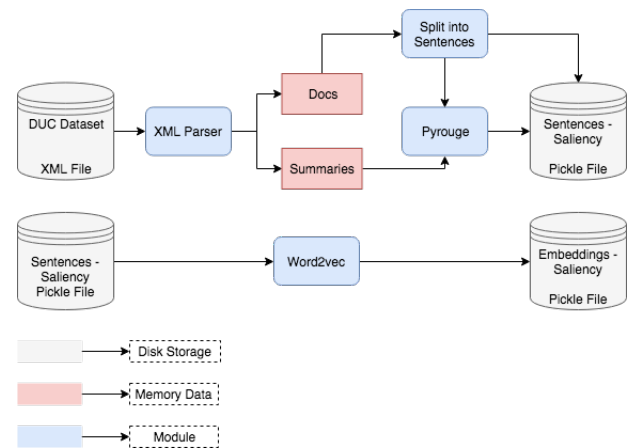 Split into
Sentences
Docs
DUC Dataset
XML File
XML Parser
Pyrouge
Sentences -
Saliency
Pickle File
Summaries
Sentences -
Saliency
Pickle File
Word2vec
Embeddings -
Saliency
Pickle File
Disk Storage
Memory Data
Module